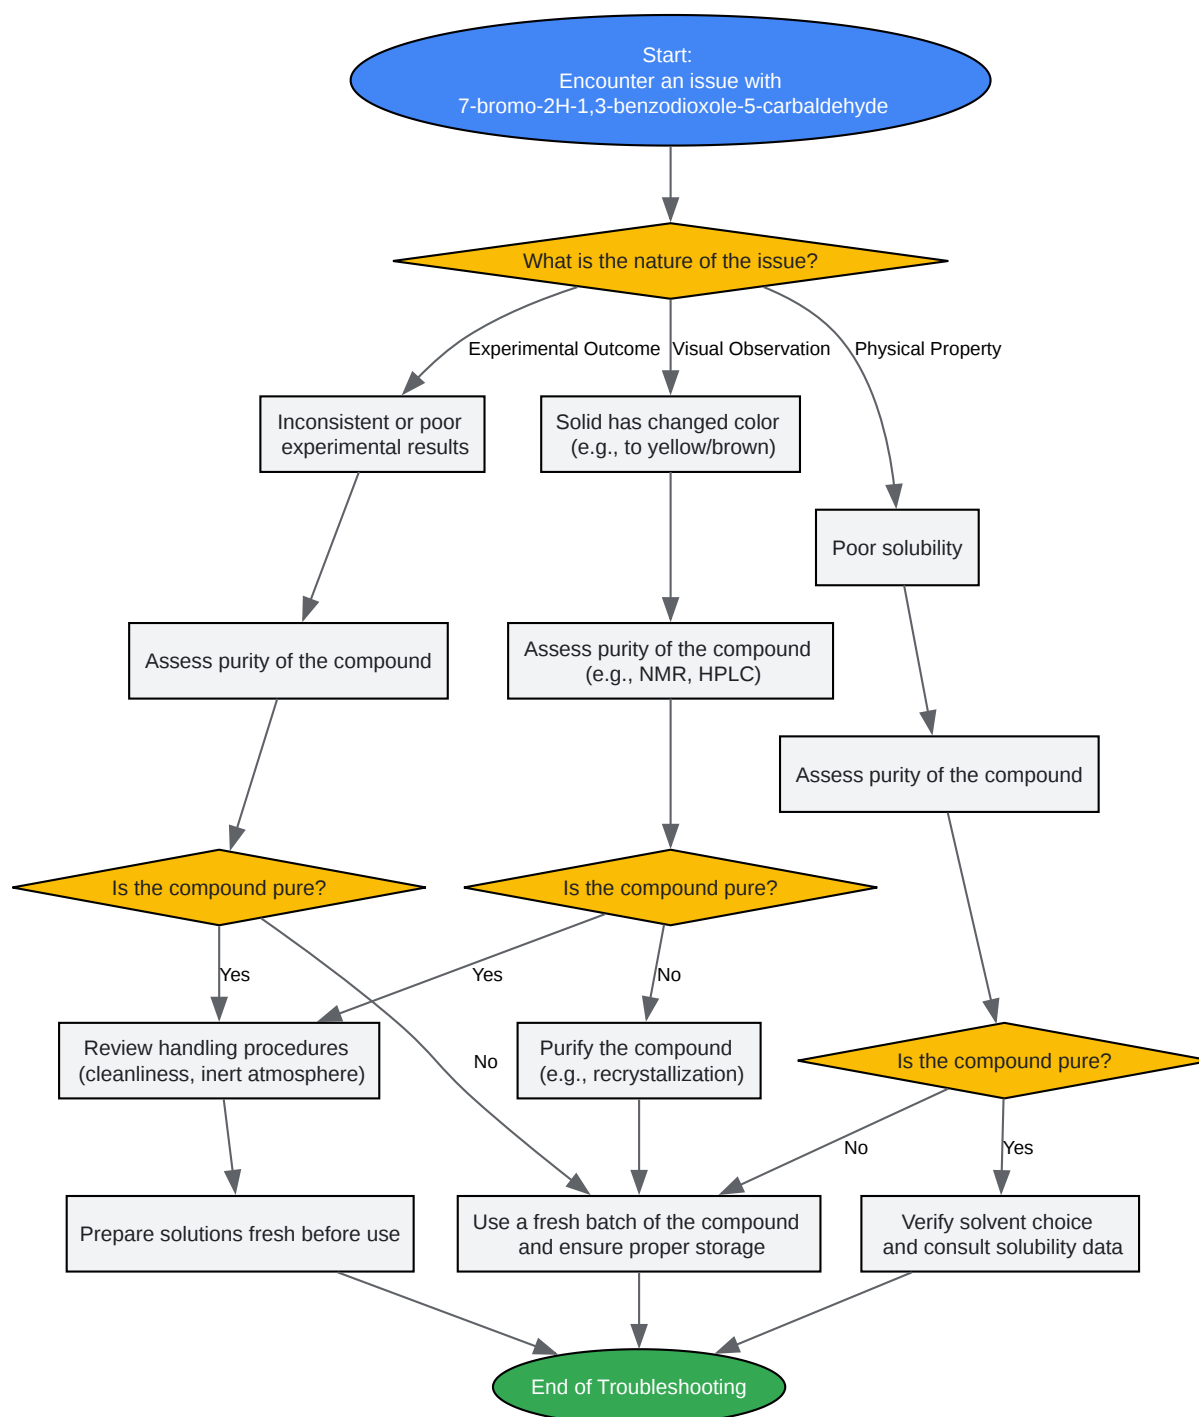 Start:
Encounter an issue with
7-bromo-2H-1,3-benzodioxole-5-carbaldehyde
What is the nature of the issue?
Experimental Outcome
Visual Observation
Physical Property
Inconsistent or poor
experimental results
Solid has changed color
(e.g., to yellow/brown)
Poor solubility
Assess purity of the compound
Assess purity of the compound
(e.g., NMR, HPLC)
Assess purity of the compound
Is the compound pure?
Is the compound pure?
Yes
Yes
No
No
Review handling procedures
(cleanliness, inert atmosphere)
Purify the compound
(e.g., recrystallization)
Is the compound pure?
No
Yes
Prepare solutions fresh before use
Use a fresh batch of the compound
and ensure proper storage
Verify solvent choice
and consult solubility data
End of Troubleshooting